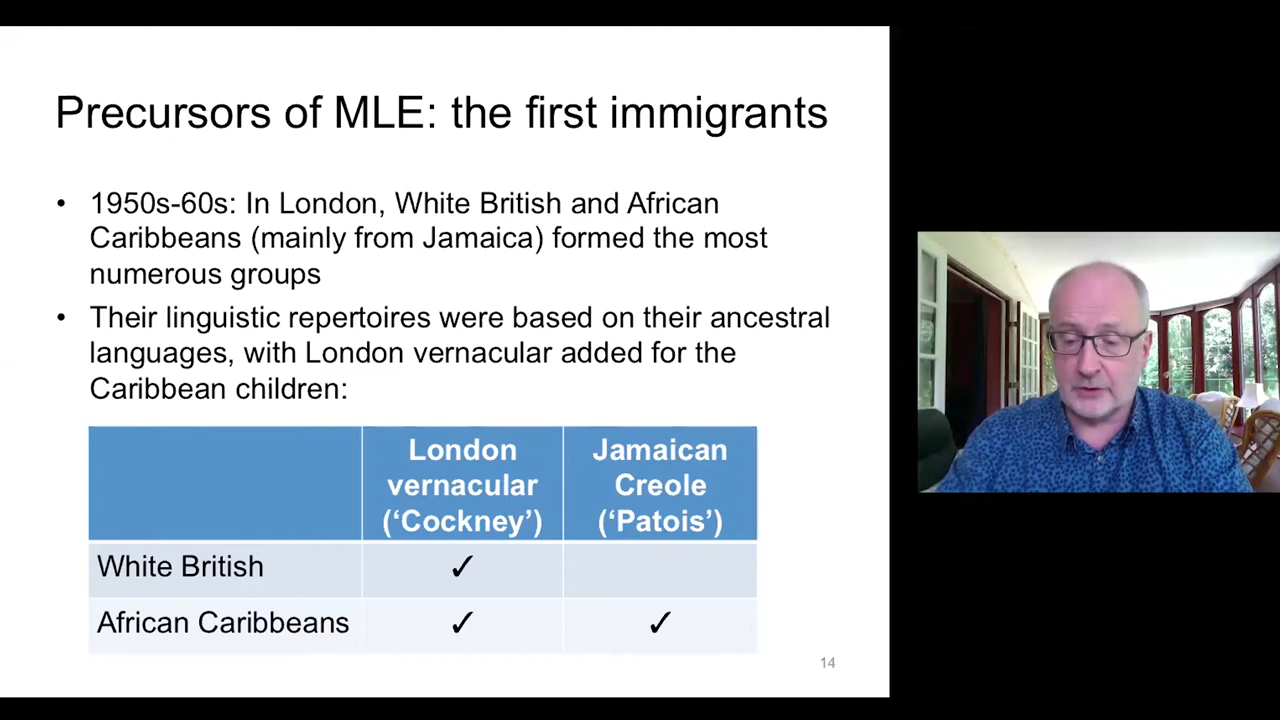 Precursors of MLE: the first immigrants
• 1950s-60s: In London, White British and African
Caribbeans (mainly from Jamaica) formed the most
numerous groups
• Their linguistic repertoires were based on their ancestral
languages, with London vernacular added for the
Caribbean children:
London
vernacular
(‘Cockney’)
Jamaican
Creole
(‘Patois’)
White British ✓
African Caribbeans ✓ ✓
14